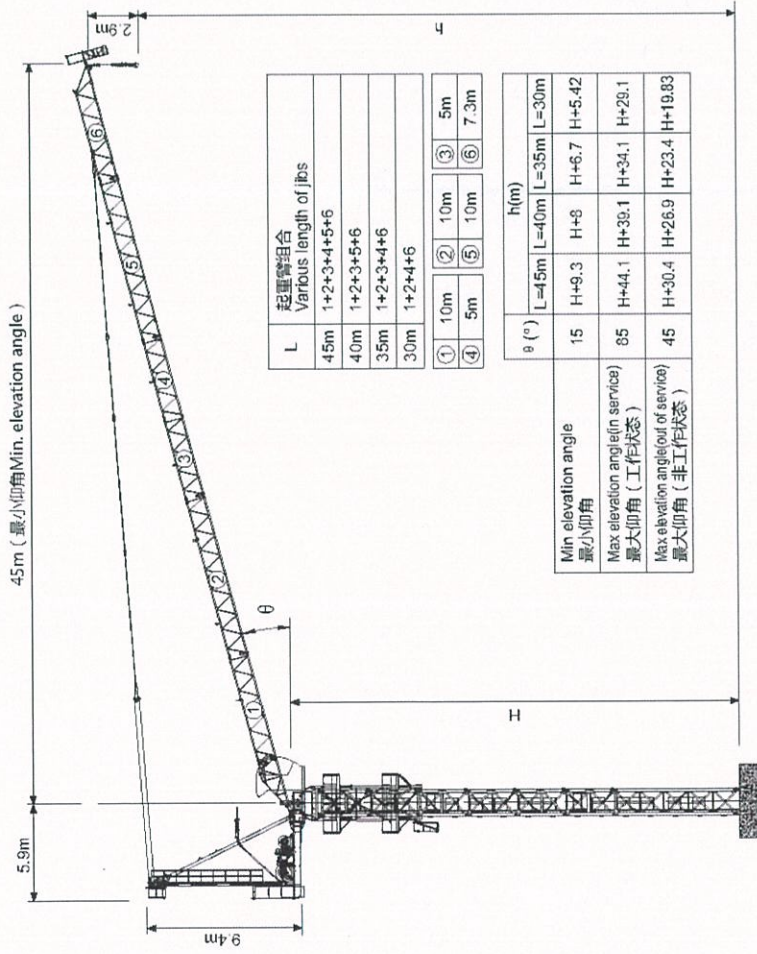 45m ( 最小仰角Min. elevation angle )
5.9m
9.4m
2.9m
h
H
θ
① ② ③ ④ ⑤ ⑥
L 起重臂组合
Various length of jibs
45m 1+2+3+4+5+6
40m 1+2+3+5+6
35m 1+2+3+4+6
30m 1+2+4+6
① 10m ② 10m ③ 5m
④ 5m ⑤ 10m ⑥ 7.3m
θ (°) h(m)
L=45m L=40m L=35m L=30m
Min elevation angle
最小仰角
15 H+9.3 H+8 H+6.7 H+5.42
Max elevation angle(in service)
最大仰角 ( 工作状态 )
85 H+44.1 H+39.1 H+34.1 H+29.1
Max elevation angle(out of service)
最大仰角 ( 非工作状态 )
45 H+30.4 H+26.9 H+23.4 H+19.83